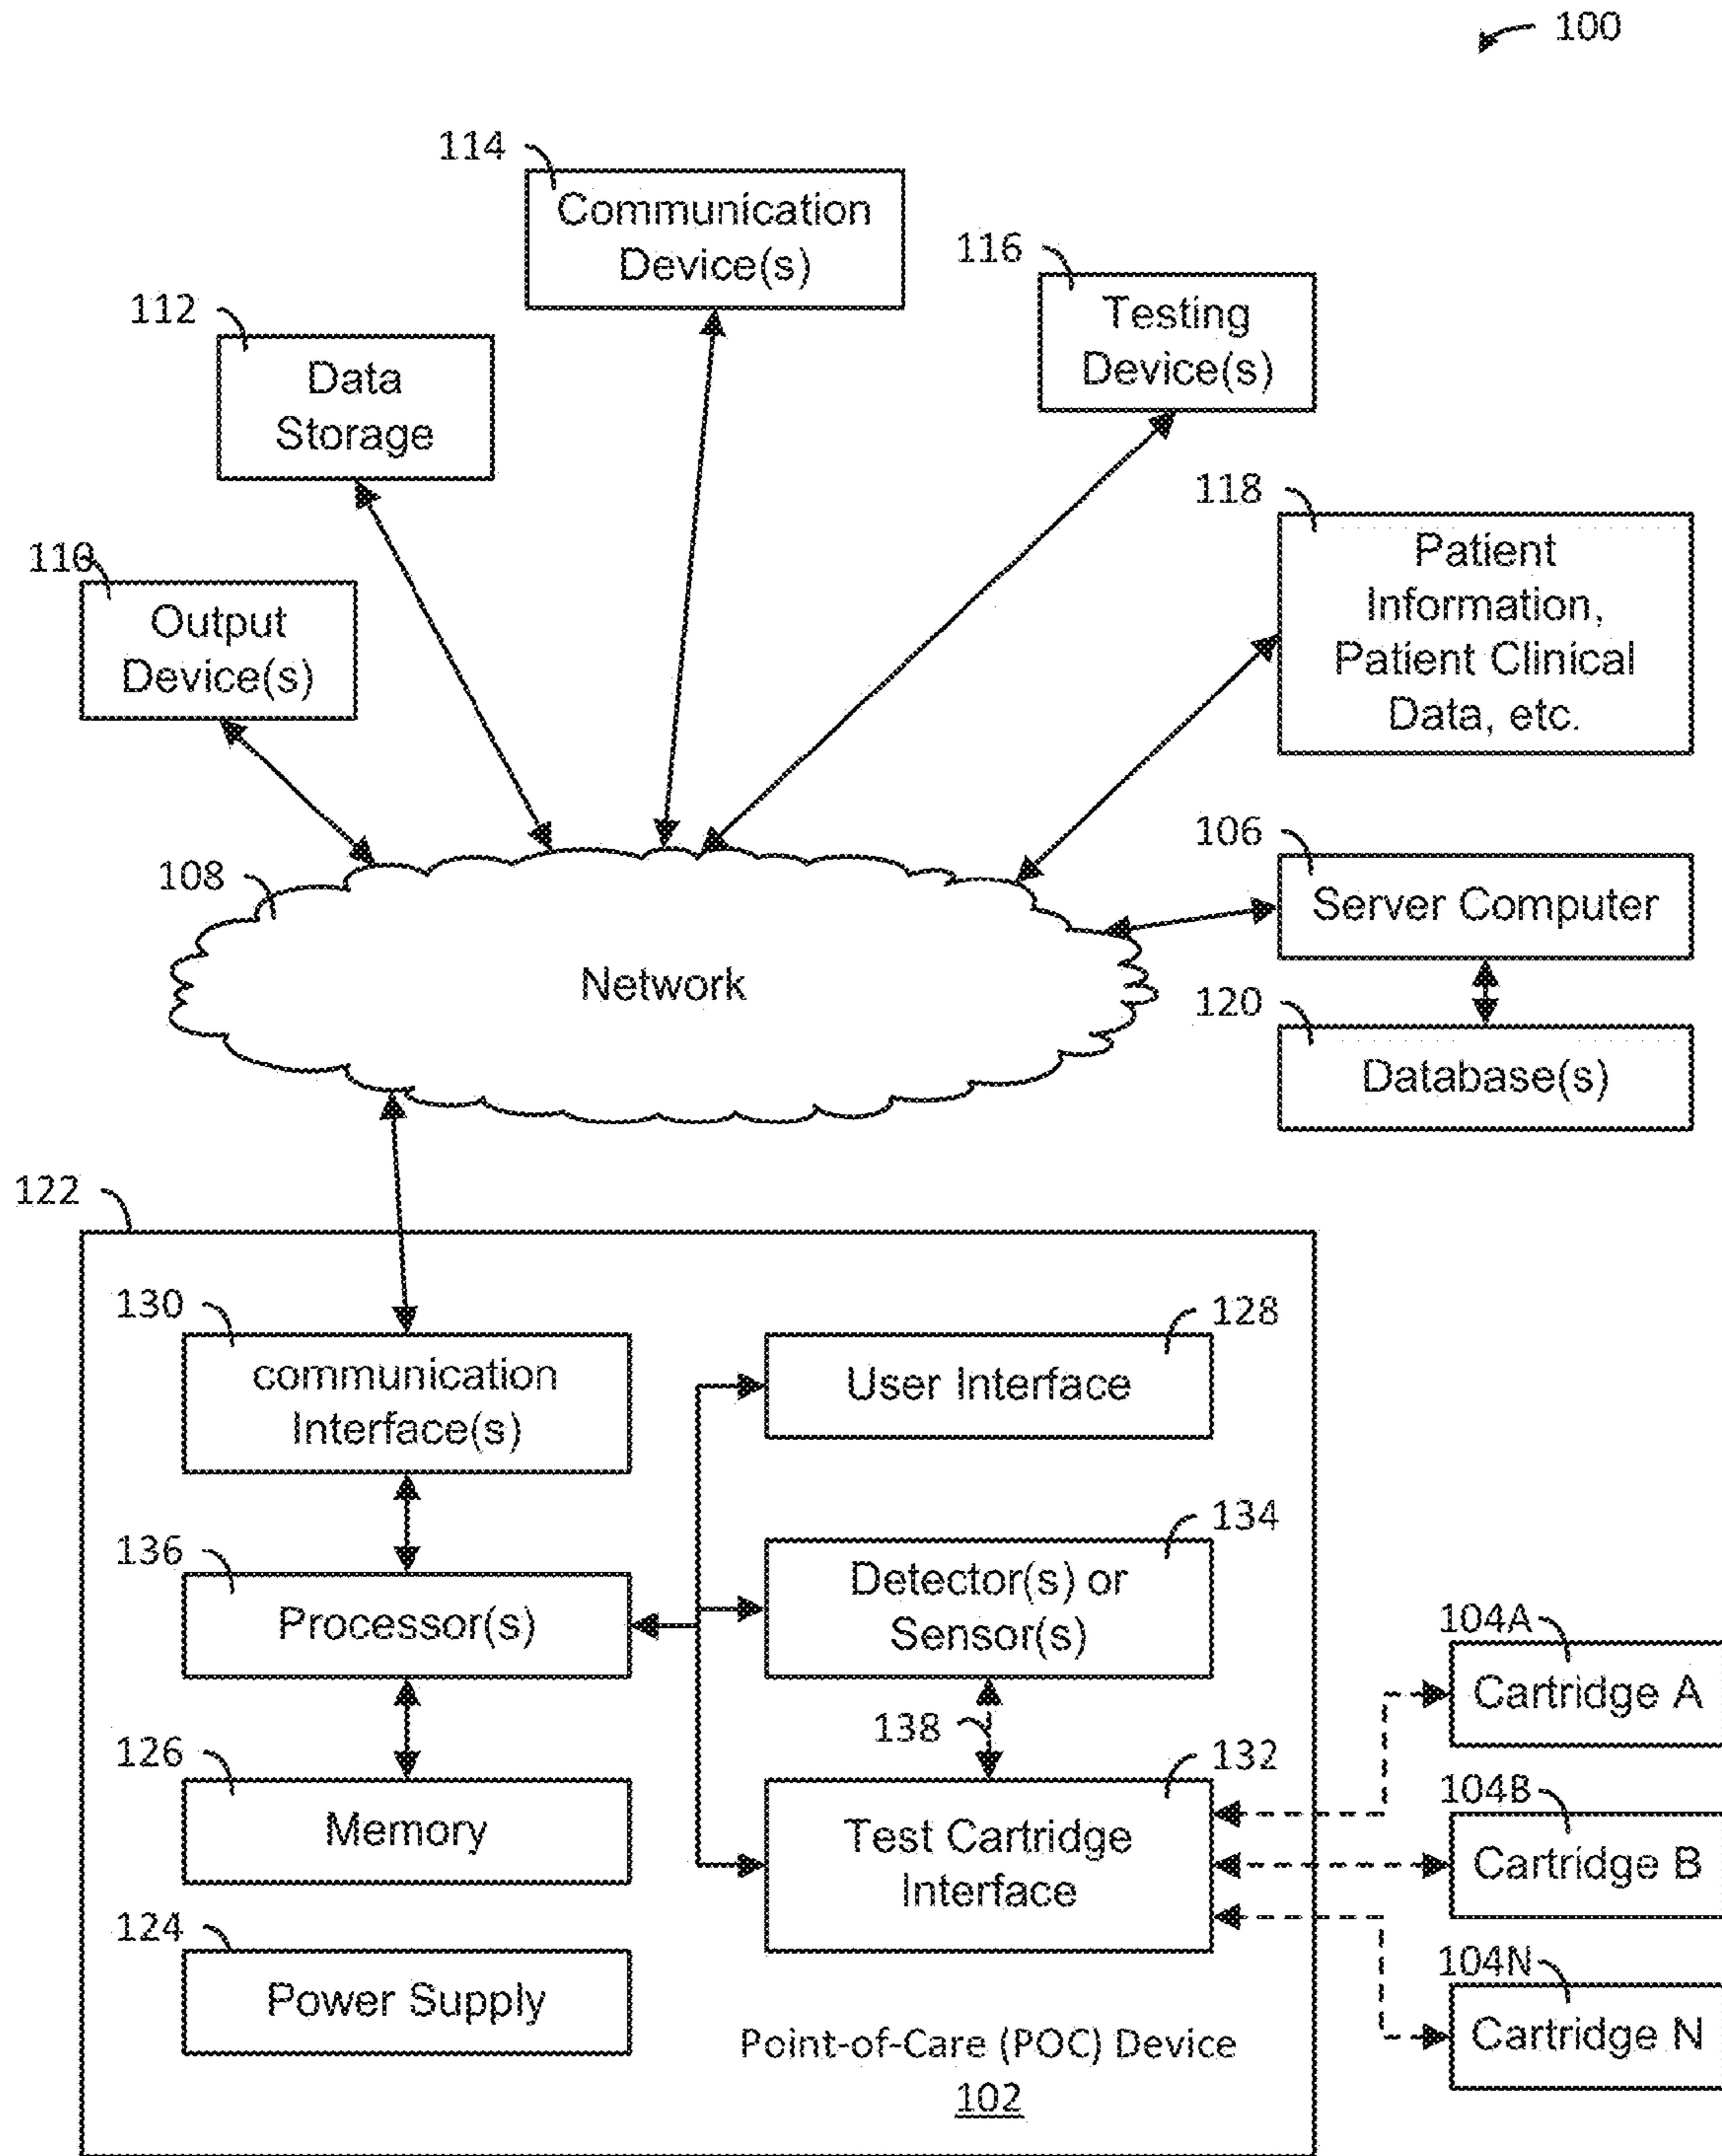 100
114
Communication
Device(s)
116
Testing
Device(s)
112
Data
Storage
118
Patient
Information,
Patient Clinical
Data, etc.
110
Output
Device(s)
106
Server Computer
108
Network
120
Database(s)
122
130
communication
Interface(s)
128
User Interface
134
Detector(s) or
Sensor(s)
136
Processor(s)
104A
Cartridge A
138
126
Memory
132
Test Cartridge
Interface
104B
Cartridge B
124
Power Supply
104N
Cartridge N
Point-of-Care (POC) Device
102